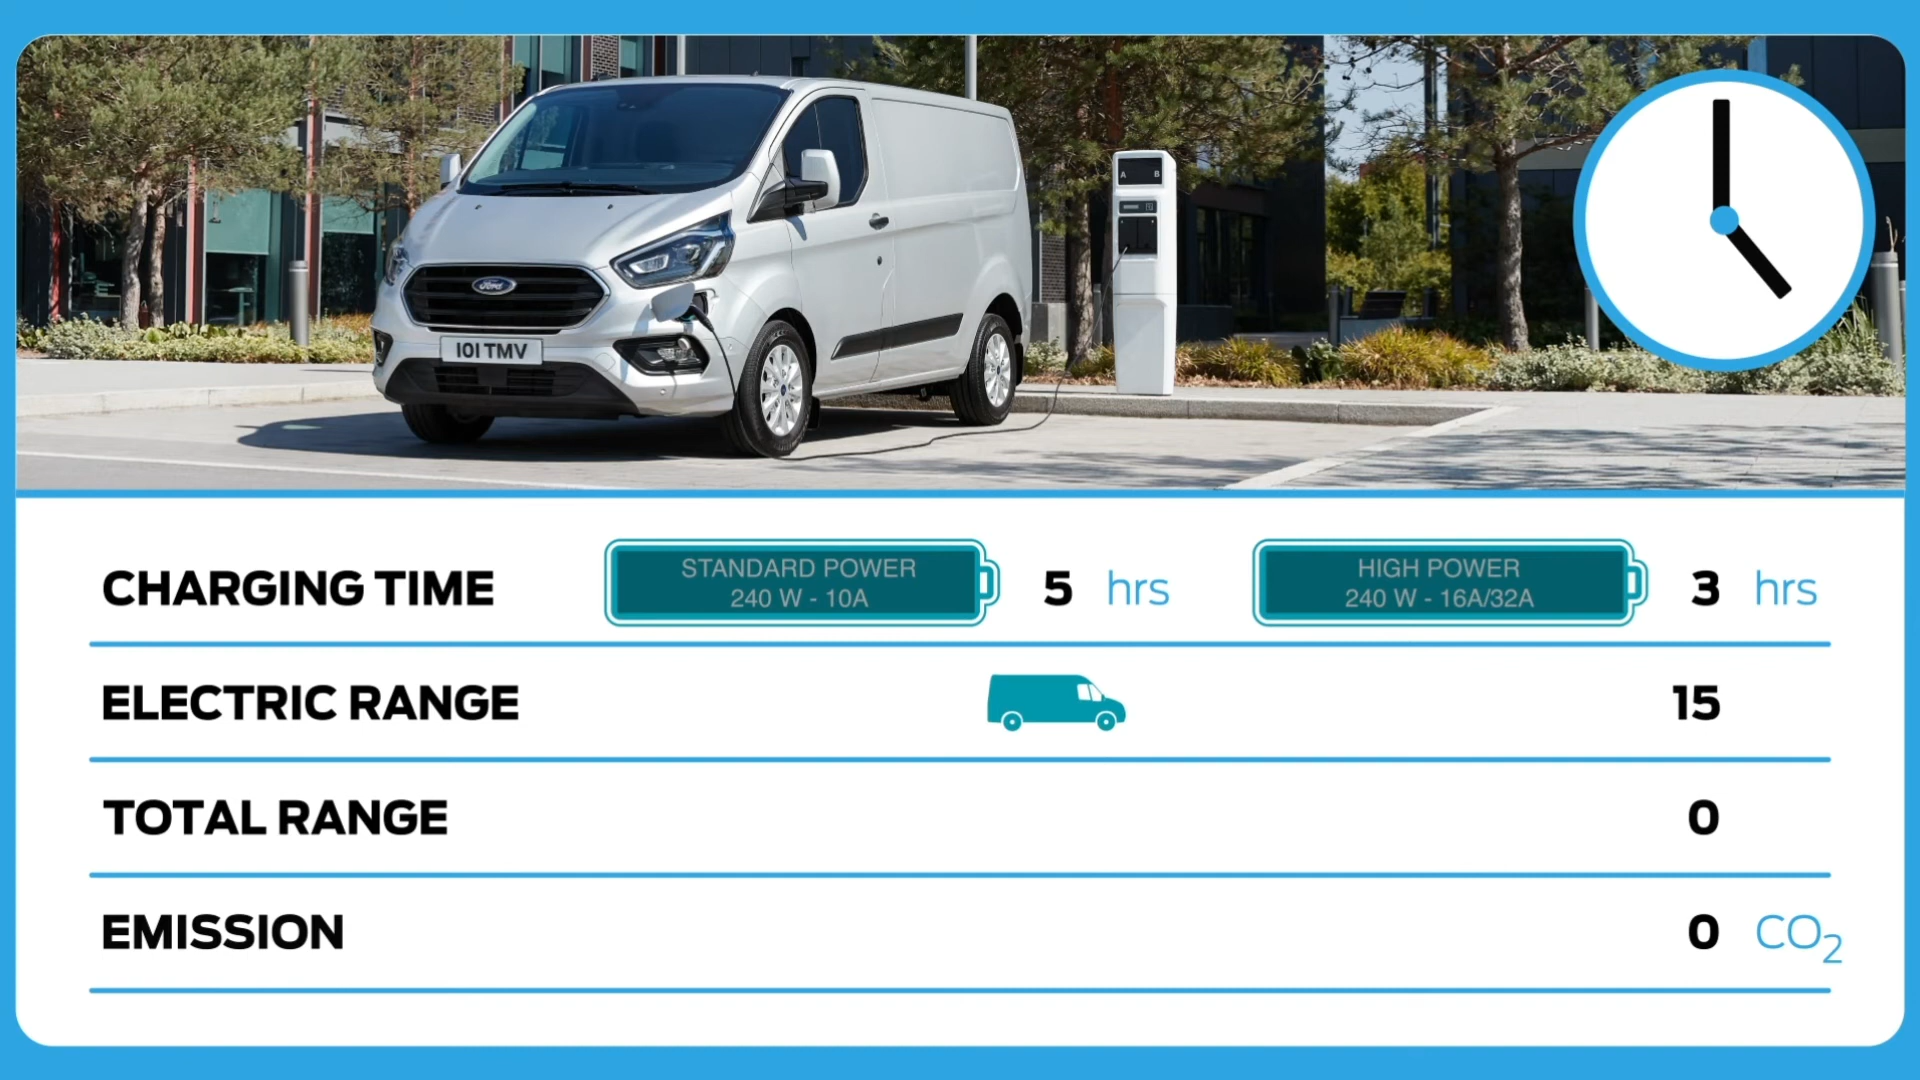 A B
Ford
101 TMV
CHARGING TIME
STANDARD POWER
240 W - 10A
5 hrs
HIGH POWER
240 W - 16A/32A
3 hrs
ELECTRIC RANGE
15
TOTAL RANGE
0
EMISSION
0 CO₂